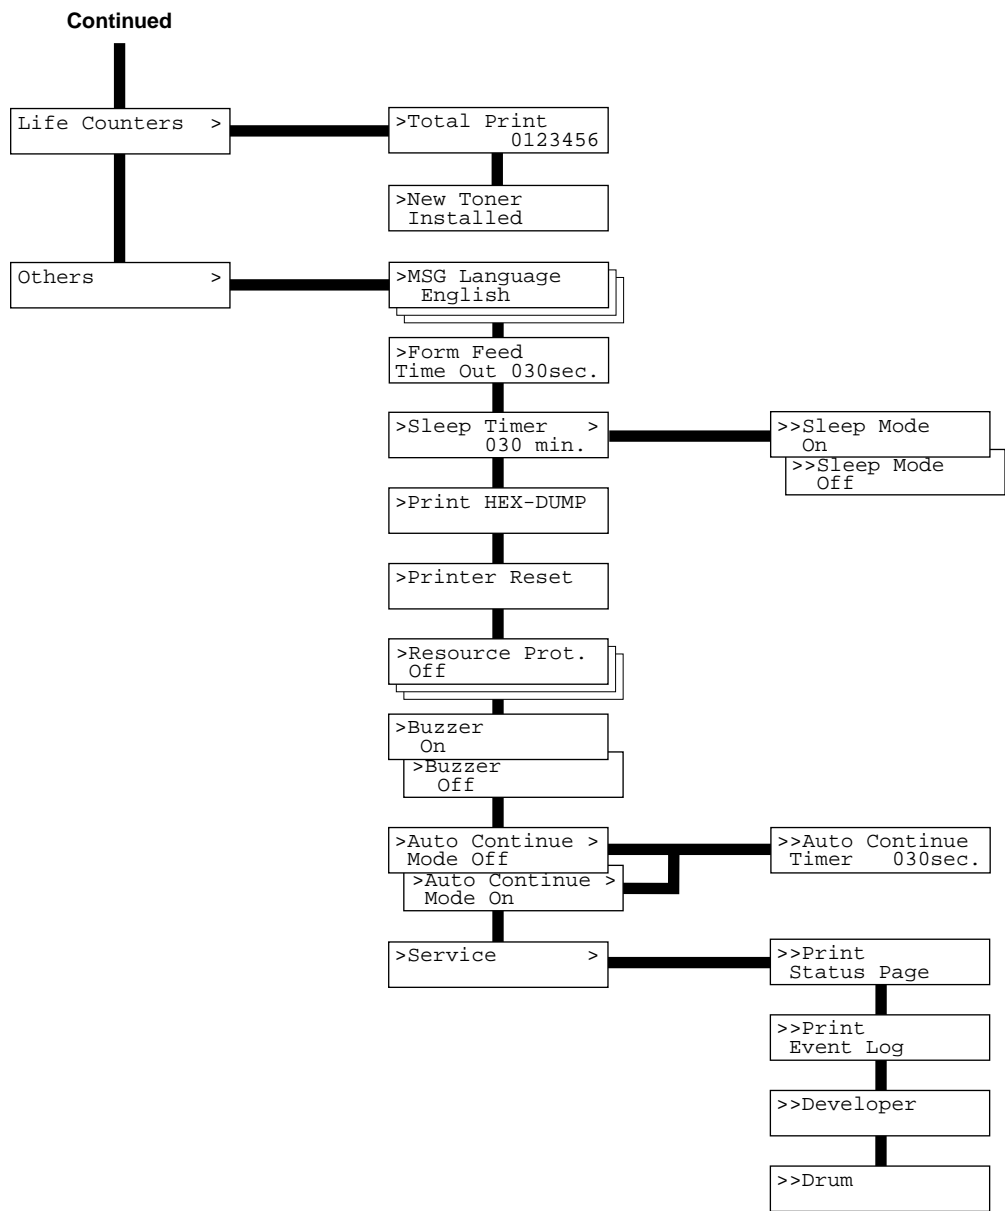 Continued
Life Counters >
>Total Print
0123456
>New Toner
Installed
Others >
>MSG Language
English
>Form Feed
Time Out 030sec.
>Sleep Timer >
030 min.
>>Sleep Mode
On
>>Sleep Mode
Off
>Print HEX-DUMP
>Printer Reset
>Resource Prot.
Off
>Buzzer
On
>Buzzer
Off
>Auto Continue >
Mode Off
>Auto Continue >
Mode On
>>Auto Continue
Timer 030sec.
>Service >
>>Print
Status Page
>>Print
Event Log
>>Developer
>>Drum